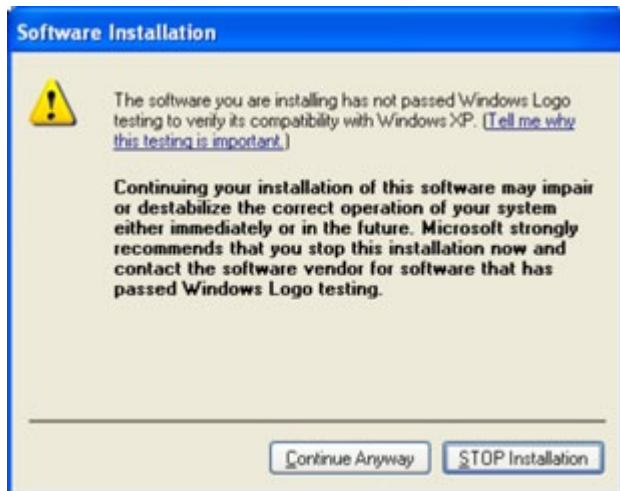 Software Installation
The software you are installing has not passed Windows Logo
testing to verify its compatibility with Windows XP. (Tell me why
this testing is important.)
Continuing your installation of this software may impair
or destabilize the correct operation of your system
either immediately or in the future. Microsoft strongly
recommends that you stop this installation now and
contact the software vendor for software that has
passed Windows Logo testing.
Continue Anyway
STOP Installation